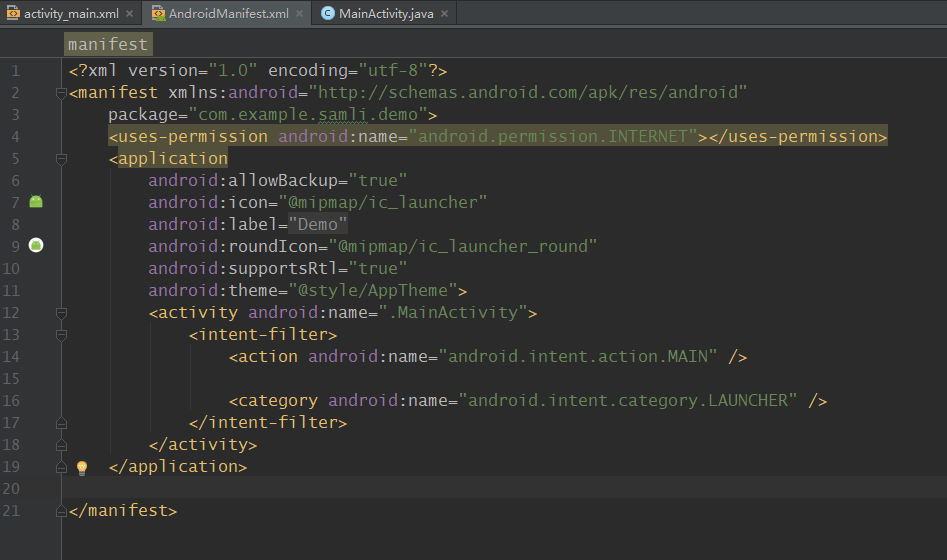 activity_main.xml
AndroidManifest.xml
MainActivity.java
manifest
1 <?xml version="1.0" encoding="utf-8"?>
2 <manifest xmlns:android="http://schemas.android.com/apk/res/android"
3 package="com.example.samli.demo">
4 <uses-permission android:name="android.permission.INTERNET"></uses-permission>
5 <application
6 android:allowBackup="true"
7 android:icon="@mipmap/ic_launcher"
8 android:label="Demo"
9 android:roundIcon="@mipmap/ic_launcher_round"
10 android:supportsRtl="true"
11 android:theme="@style/AppTheme">
12 <activity android:name=".MainActivity">
13 <intent-filter>
14 <action android:name="android.intent.action.MAIN" />
15
16 <category android:name="android.intent.category.LAUNCHER" />
17 </intent-filter>
18 </activity>
19 </application>
20
21 </manifest>